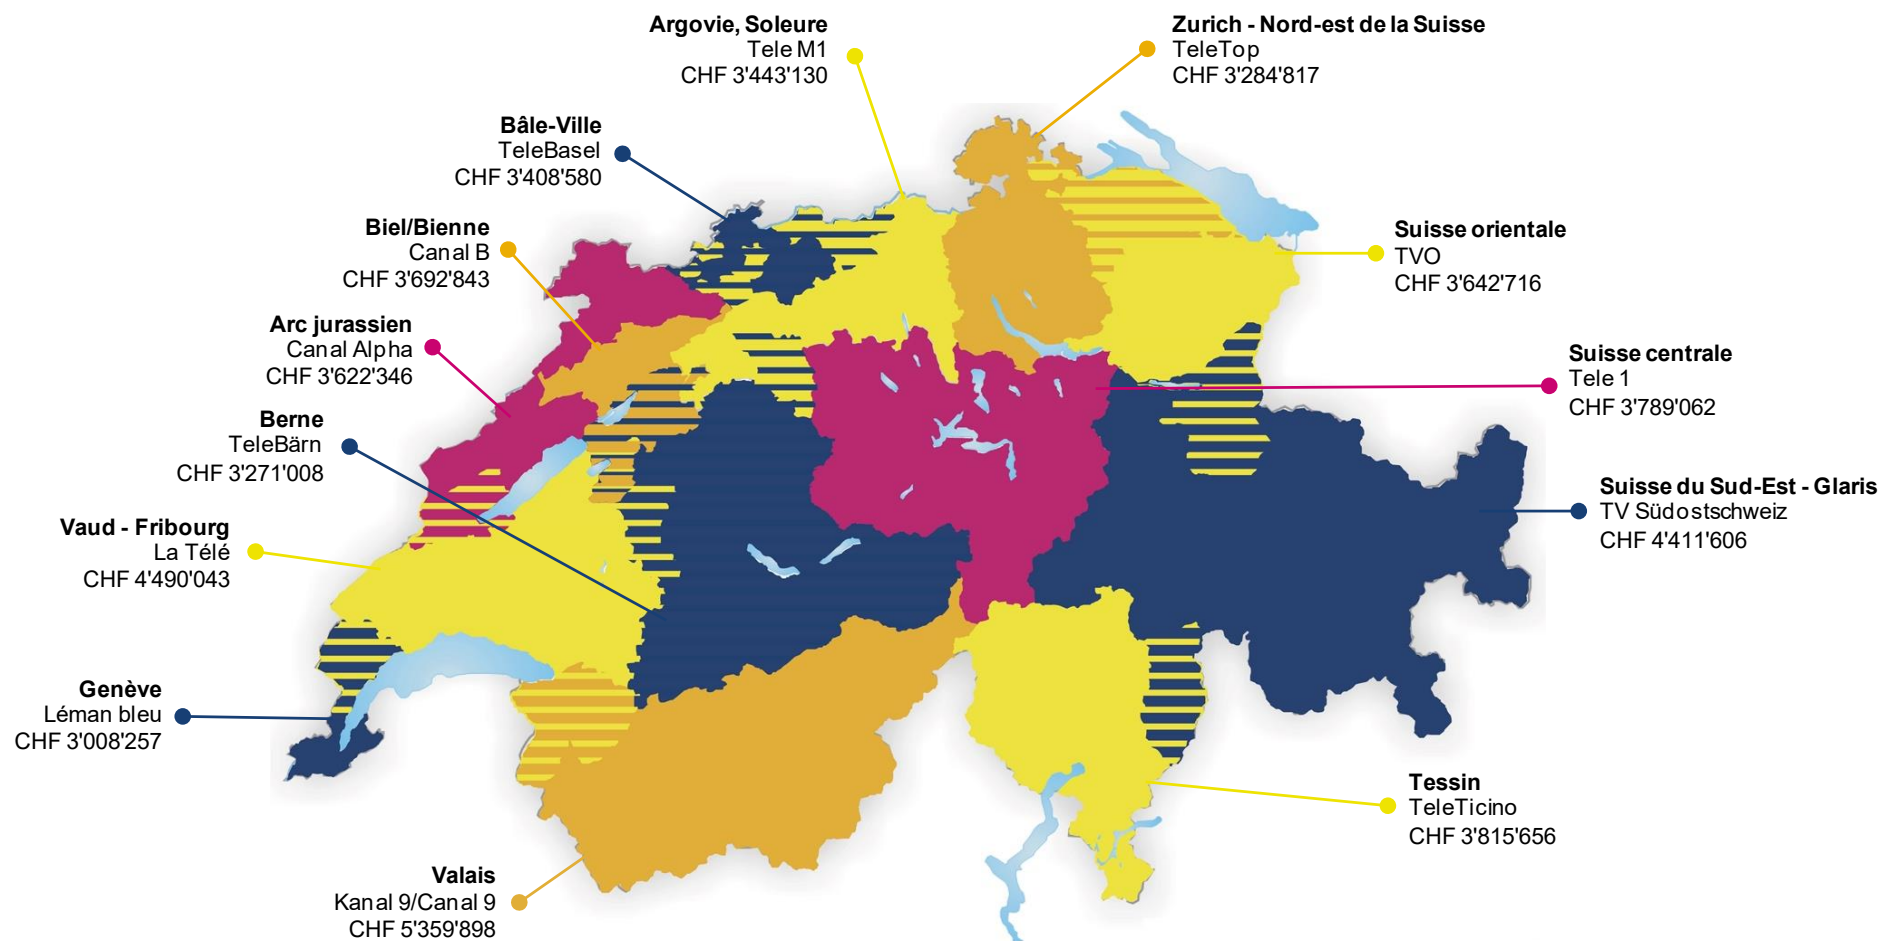 Argovie, Soleure
Tele M1
CHF 3'443'130
Zurich - Nord-est de la Suisse
TeleTop
CHF 3'284'817
Bâle-Ville
TeleBasel
CHF 3'408'580
Biel/Bienne
Canal B
CHF 3'692'843
Suisse orientale
TVO
CHF 3'642'716
Arc jurassien
Canal Alpha
CHF 3'622'346
Suisse centrale
Tele 1
CHF 3'789'062
Berne
TeleBärn
CHF 3'271'008
Suisse du Sud-Est - Glaris
TV Südostschweiz
CHF 4'411'606
Vaud - Fribourg
La Télé
CHF 4'490'043
Genève
Léman bleu
CHF 3'008'257
Tessin
TeleTicino
CHF 3'815'656
Valais
Kanal 9/Canal 9
CHF 5'359'898